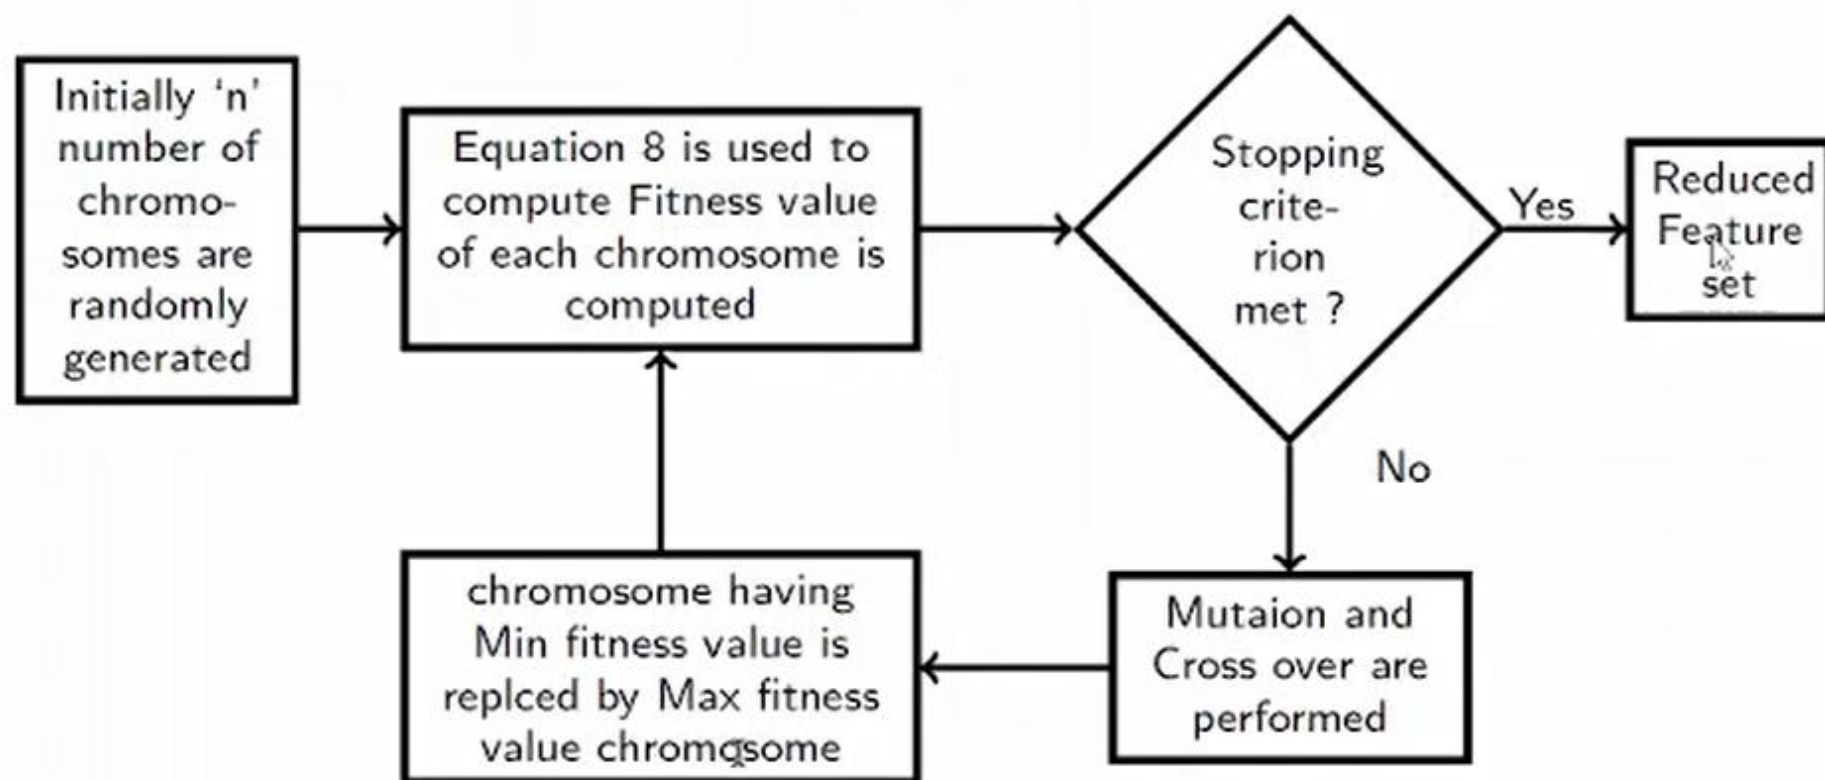 Initially ‘n’
number of
chromo-
somes are
randomly
generated
Equation 8 is used to
compute Fitness value
of each chromosome is
computed
Stopping
crite-
rion
met ?
Yes
Reduced
Feature
set
No
Mutaion and
Cross over are
performed
chromosome having
Min fitness value is
replced by Max fitness
value chromosome